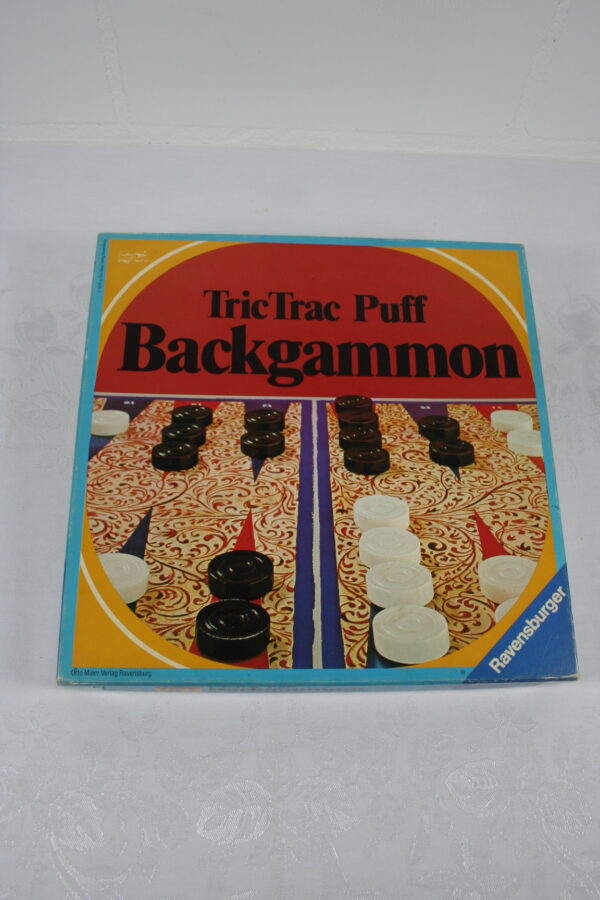 TricTrac Puff
Backgammon
Ravensburger
Otto Maier Verlag Ravensburg